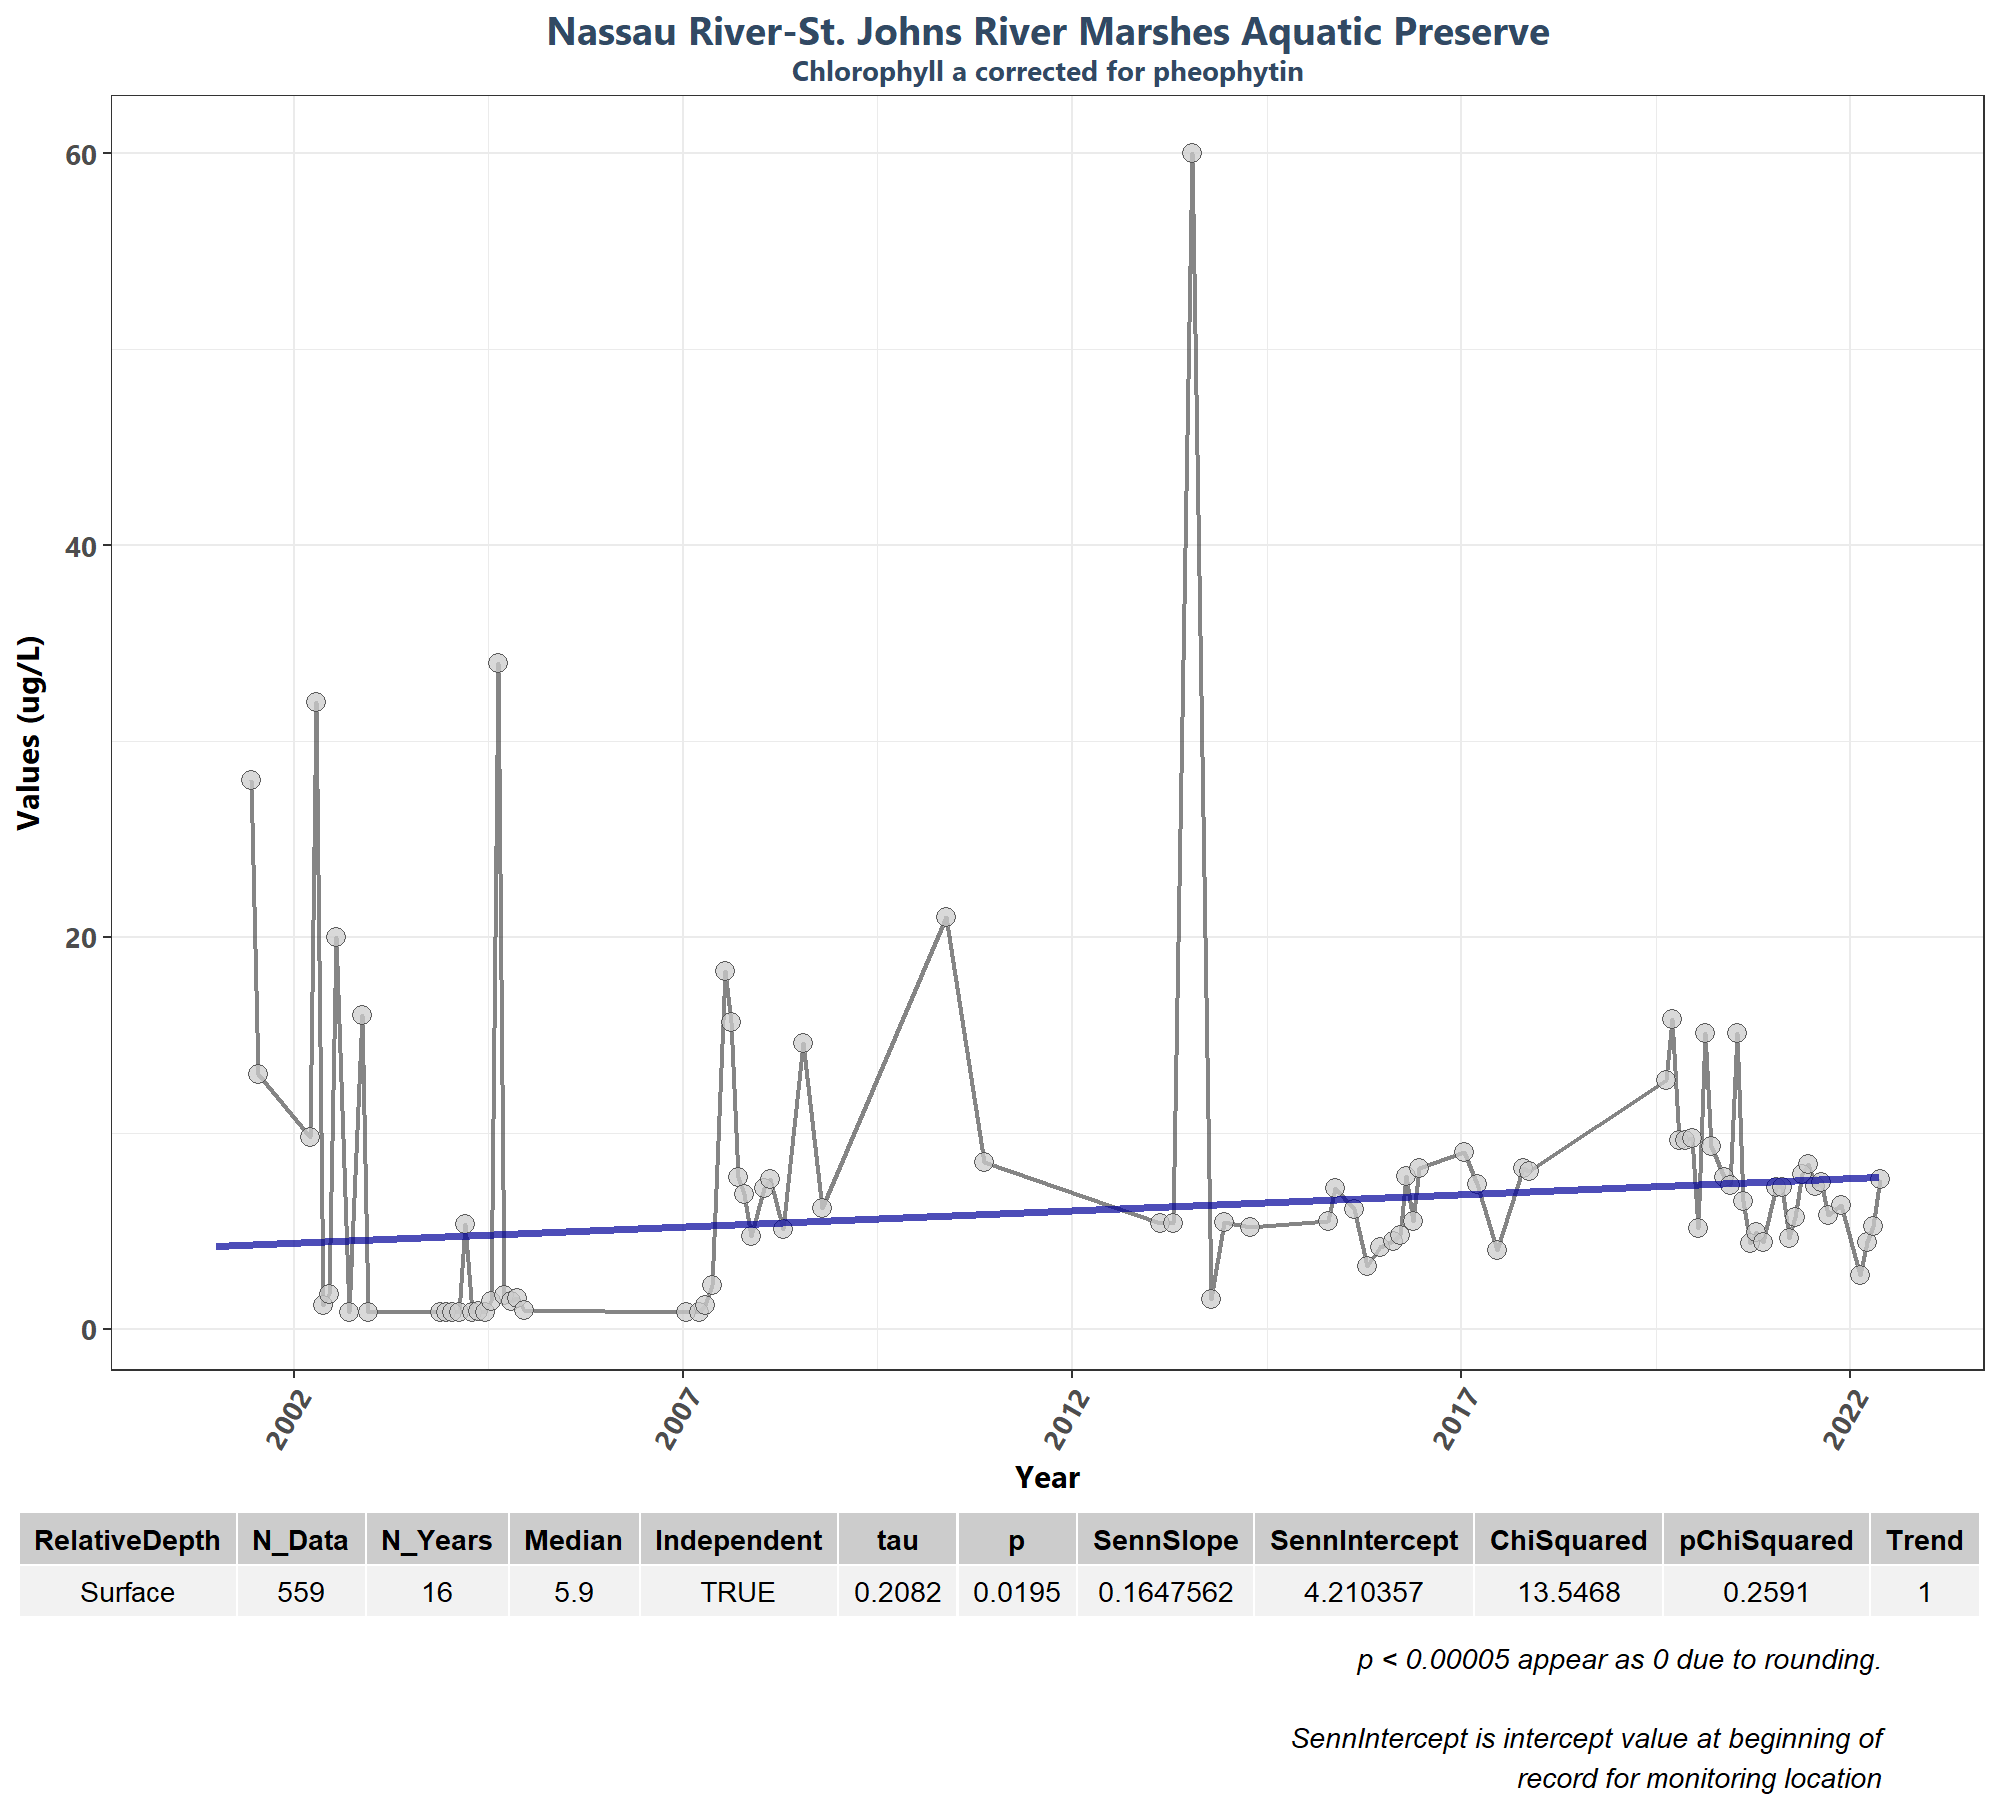 Nassau River-St. Johns River Marshes Aquatic Preserve
Chlorophyll a corrected for pheophytin
Values (ug/L)
60
40
20
0
2002 2007 2012 2017 2022
Year
RelativeDepth N_Data N_Years Median Independent tau p SennSlope SennIntercept ChiSquared pChiSquared Trend
Surface 559 16 5.9 TRUE 0.2082 0.0195 0.1647562 4.210357 13.5468 0.2591 1
p < 0.00005 appear as 0 due to rounding.
SennIntercept is intercept value at beginning of
record for monitoring location